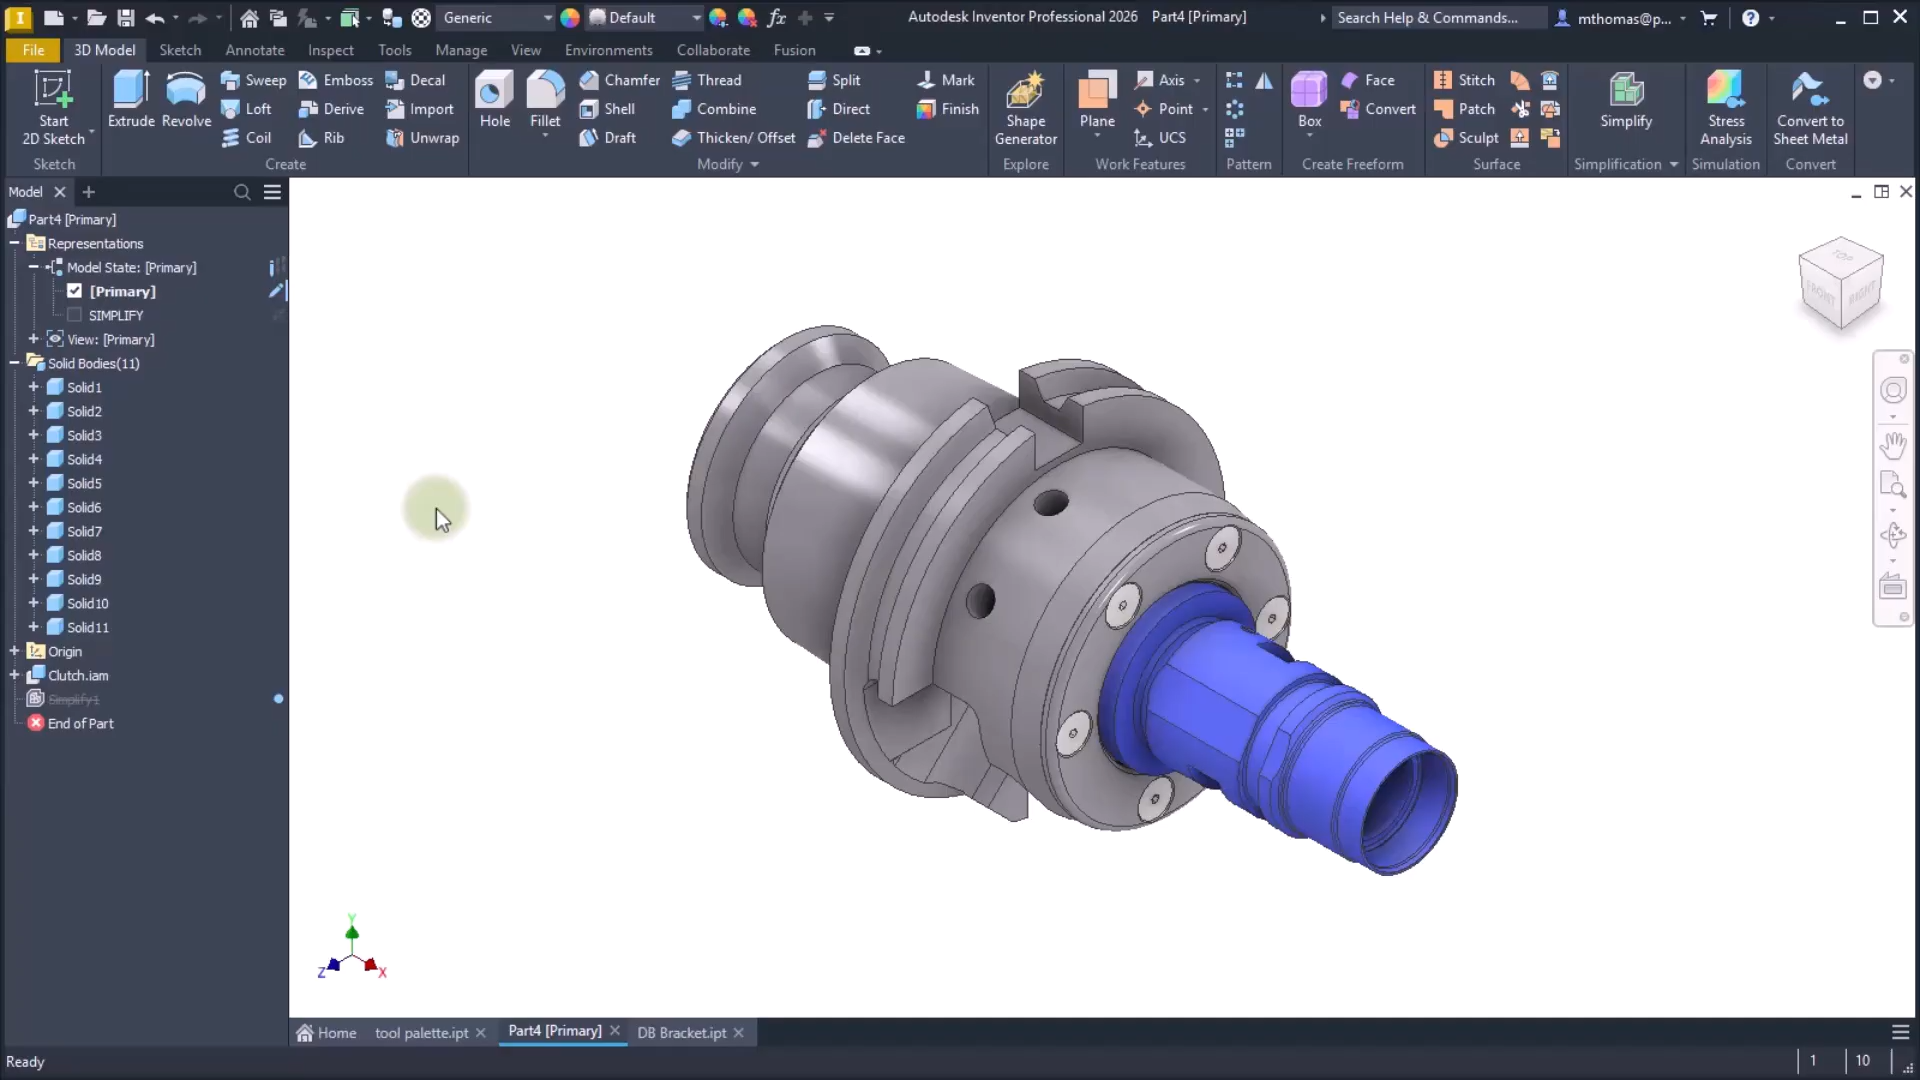 I Generic Default fx Autodesk Inventor Professional 2026 Part4 [Primary] Search Help & Commands... mthomas@p... ?
File 3D Model Sketch Annotate Inspect Tools Manage View Environments Collaborate Fusion
Start
2D Sketch
Extrude
Revolve
Sweep
Loft
Coil
Emboss
Derive
Rib
Decal
Import
Unwrap
Hole
Fillet
Chamfer
Shell
Draft
Thread
Combine
Thicken/ Offset
Split
Direct
Delete Face
Mark
Finish
Shape
Generator
Plane
Axis
Point
UCS
Box
Face
Convert
Stitch
Patch
Sculpt
Simplify
Stress
Analysis
Convert to
Sheet Metal
Sketch Create Modify Explore Work Features Pattern Create Freeform Surface Simplification Simulation Convert
Model
Part4 [Primary]
Representations
Model State: [Primary]
[Primary]
SIMPLIFY
View: [Primary]
Solid Bodies(11)
Solid1
Solid2
Solid3
Solid4
Solid5
Solid6
Solid7
Solid8
Solid9
Solid10
Solid11
Origin
Clutch.iam
Simplify1
End of Part
TOP
FRONT
RIGHT
Y
Z
X
Home tool palette.ipt Part4 [Primary] DB Bracket.ipt
Ready 1 10